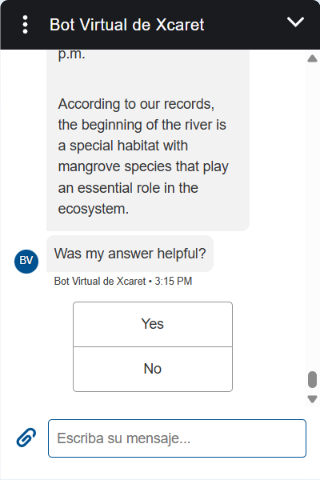 Bot Virtual de Xcaret
p.m.
According to our records,
the beginning of the river is
a special habitat with
mangrove species that play
an essential role in the
ecosystem.
Was my answer helpful?
BV
Bot Virtual de Xcaret • 3:15 PM
Yes
No
Escriba su mensaje...